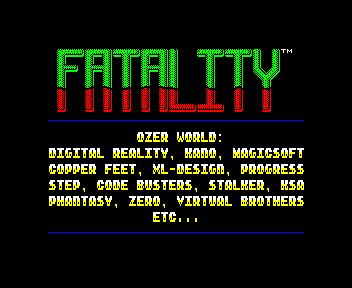 FATALITY™
OZER WORLD:
DIGITAL REALITY, KANO, MAGICSOFT
COPPER FEET, XL-DESIGN, PROGRESS
STEP, CODE BUSTERS, STALKER, KSA
PHANTASY, ZERO, VIRTUAL BROTHERS
ETC...